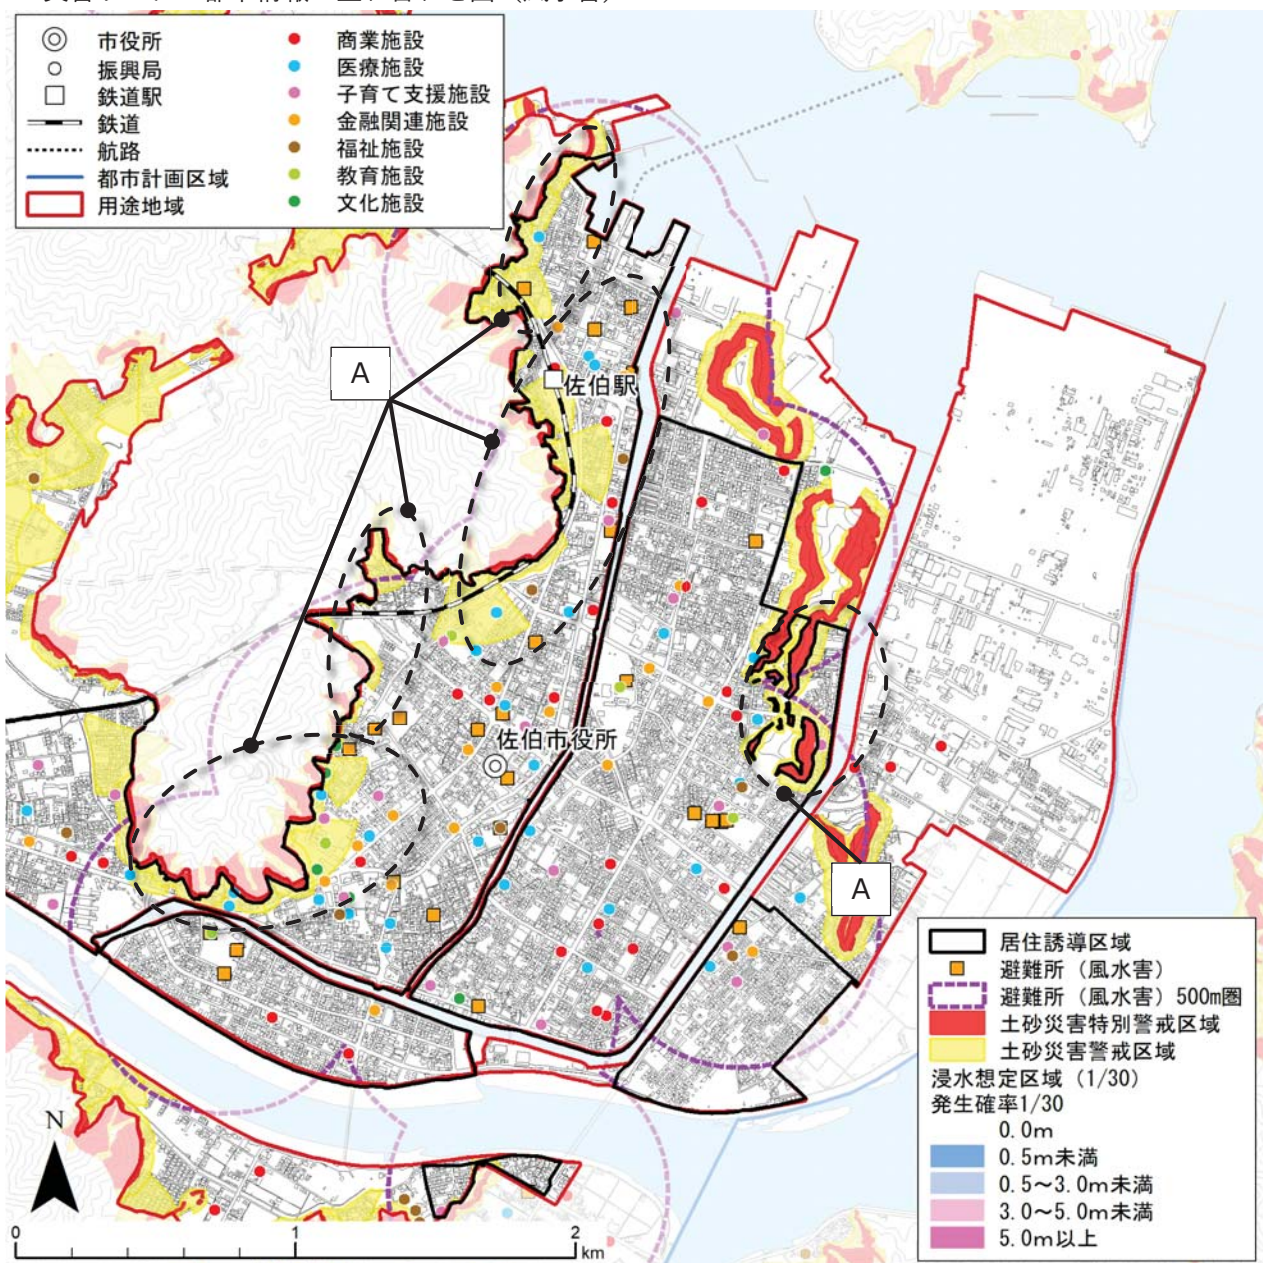 市役所
振興局
鉄道駅
鉄道
航路
都市計画区域
用途地域
商業施設
医療施設
子育て支援施設
金融関連施設
福祉施設
教育施設
文化施設
A
佐伯駅
佐伯市役所
A
居住誘導区域
避難所（風水害）
避難所（風水害）500m圏
土砂災害特別警戒区域
土砂災害警戒区域
浸水想定区域（1/30）
発生確率1/30
0.0m
0.5m未満
0.5～3.0m未満
3.0～5.0m未満
5.0m以上
N
0 1 2
km